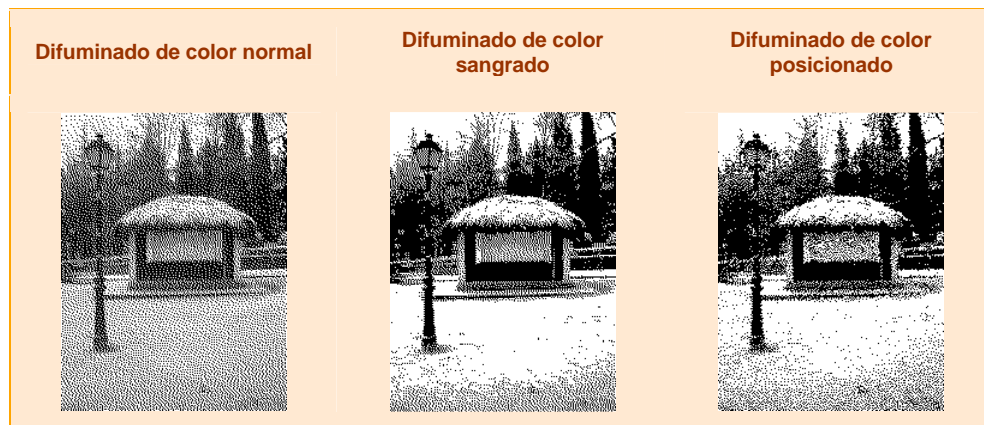 Difuminado de color normal
Difuminado de color
sangrado
Difuminado de color
posicionado